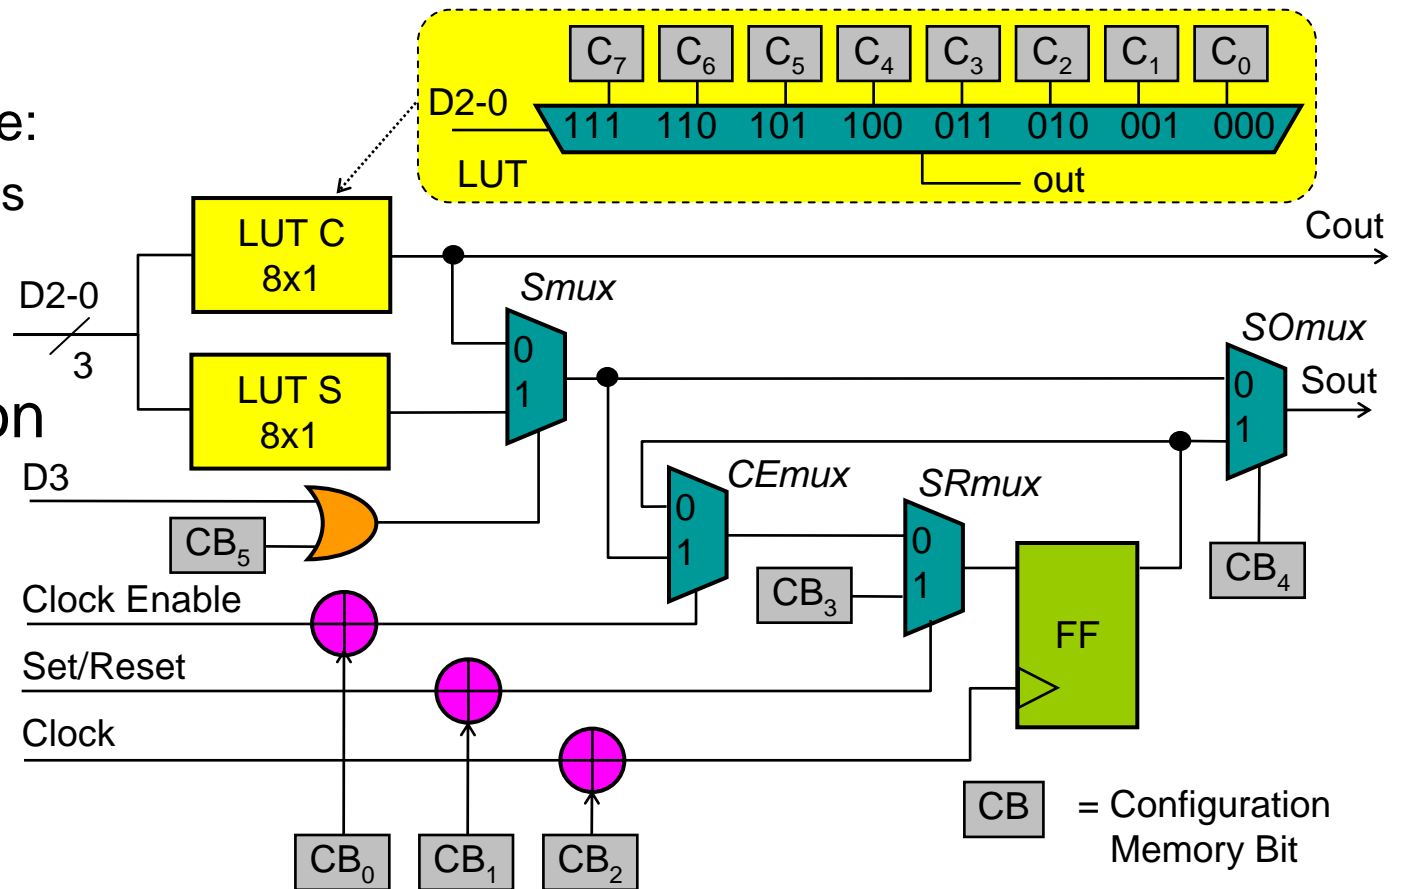 C7 C6 C5 C4 C3 C2 C1 C0
D2-0
111 110 101 100 011 010 001 000
e:
LUT
out
s
LUT C
8x1
Cout
D2-0
3
Smux
0
1
SOmux
0
1
Sout
LUT S
8x1
on
D3
CB5
CEmux
0
1
SRmux
0
1
CB3
CB4
Clock Enable
FF
Set/Reset
Clock
CB = Configuration
Memory Bit
CB0 CB1 CB2